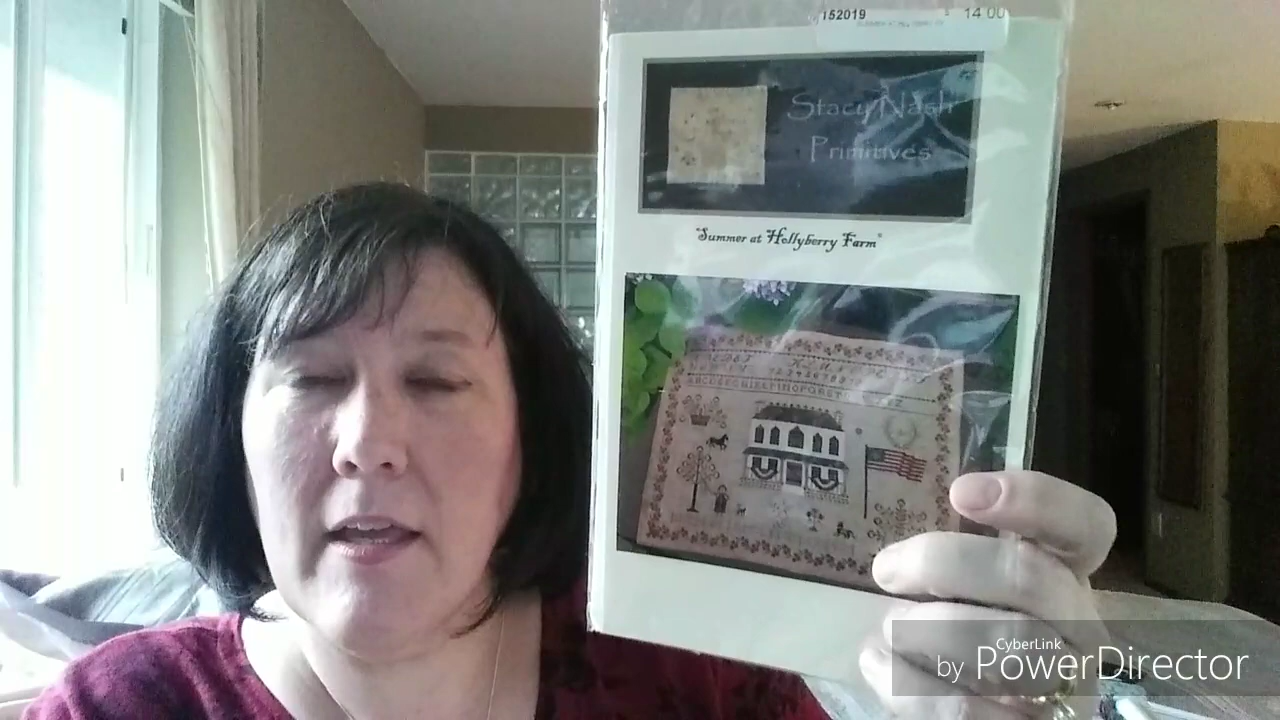 152019 $ 14.00
Stacy Nash
Primitives
"Summer at Hollyberry Farm"
CyberLink
by PowerDirector